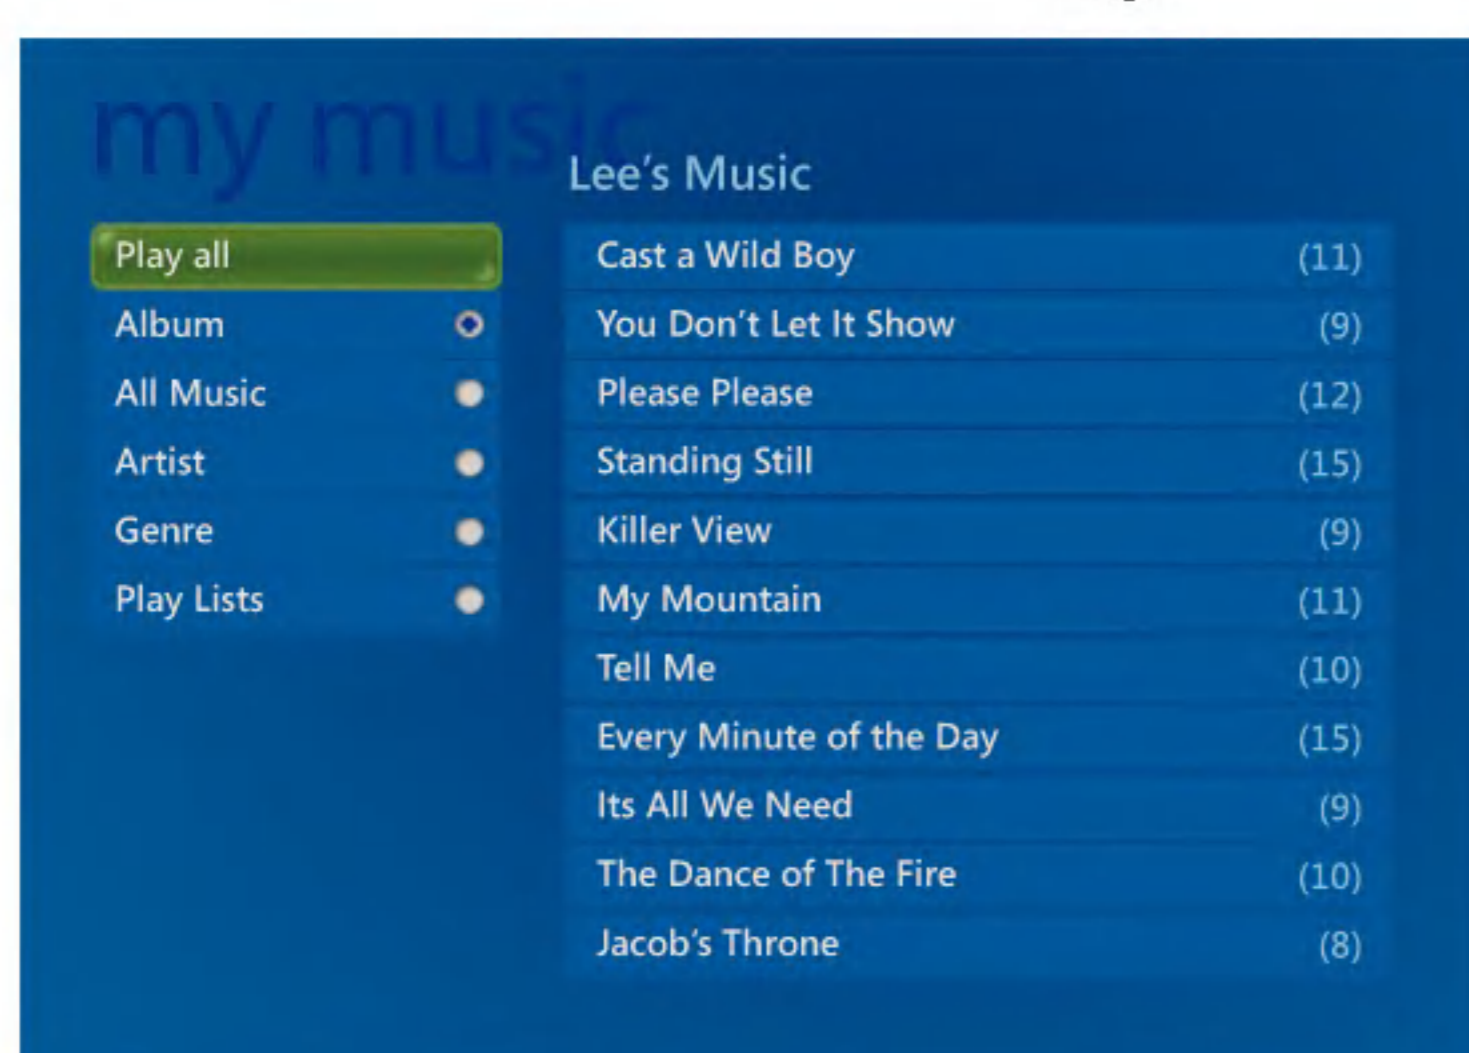 my music
Lee's Music
Play all
Album
All Music
Artist
Genre
Play Lists
Cast a Wild Boy (11)
You Don't Let It Show (9)
Please Please (12)
Standing Still (15)
Killer View (9)
My Mountain (11)
Tell Me (10)
Every Minute of the Day (15)
Its All We Need (9)
The Dance of The Fire (10)
Jacob's Throne (8)